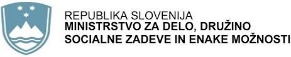 REPUBLIKA SLOVENIJA
MINISTRSTVO ZA DELO, DRUŽINO
SOCIALNE ZADEVE IN ENAKE MOŽNOSTI